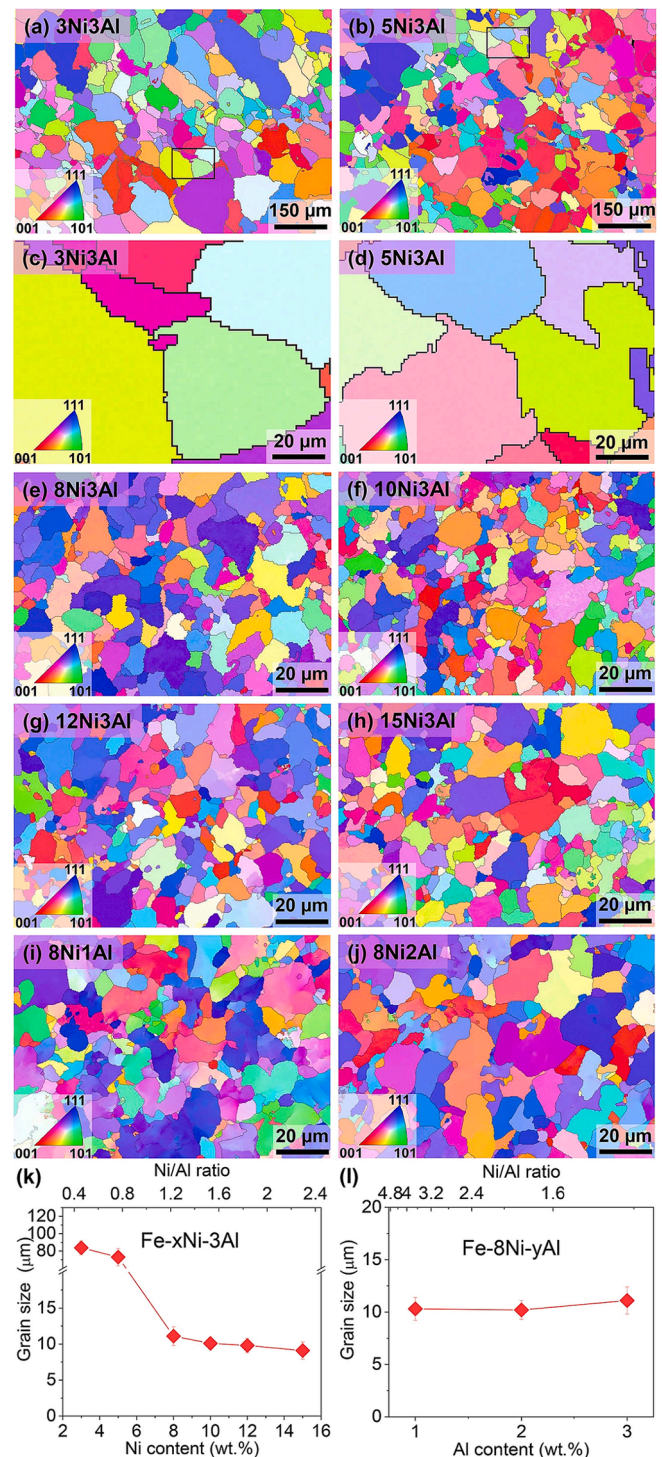 (a) 3Ni3Al
111
001 101
150 μm
(b) 5Ni3Al
111
001 101
150 μm
(c) 3Ni3Al
111
001 101
20 μm
(d) 5Ni3Al
111
001 101
20 μm
(e) 8Ni3Al
111
001 101
20 μm
(f) 10Ni3Al
111
001 101
20 μm
(g) 12Ni3Al
111
001 101
20 μm
(h) 15Ni3Al
111
001 101
20 μm
(i) 8Ni1Al
111
001 101
20 μm
(j) 8Ni2Al
111
001 101
20 μm
(k)
Ni/Al ratio
0.4 0.8 1.2 1.6 2 2.4
Fe-xNi-3Al
Grain size (μm)
120
100
80
15
10
5
0
2 4 6 8 10 12 14 16
Ni content (wt.%)
(l)
Ni/Al ratio
4.8 4 3.2 2.4 1.6
Fe-8Ni-yAl
Grain size (μm)
20
15
10
5
0
1 2 3
Al content (wt.%)